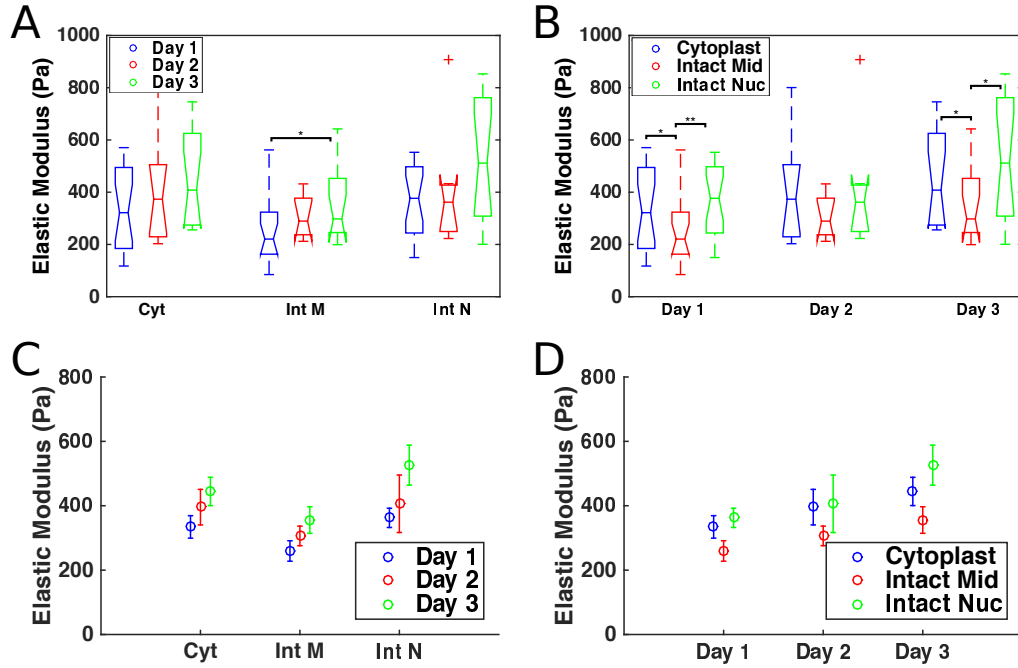 A
B
Elastic Modulus (Pa)
1000
800
600
400
200
0
Day 1
Day 2
Day 3
*
Cyt
Int M
Int N
Elastic Modulus (Pa)
1000
800
600
400
200
0
Cytoplast
Intact Mid
Intact Nuc
*
**
*
*
Day 1
Day 2
Day 3
C
D
Elastic Modulus (Pa)
800
600
400
200
0
Day 1
Day 2
Day 3
Cyt
Int M
Int N
Elastic Modulus (Pa)
800
600
400
200
0
Cytoplast
Intact Mid
Intact Nuc
Day 1
Day 2
Day 3